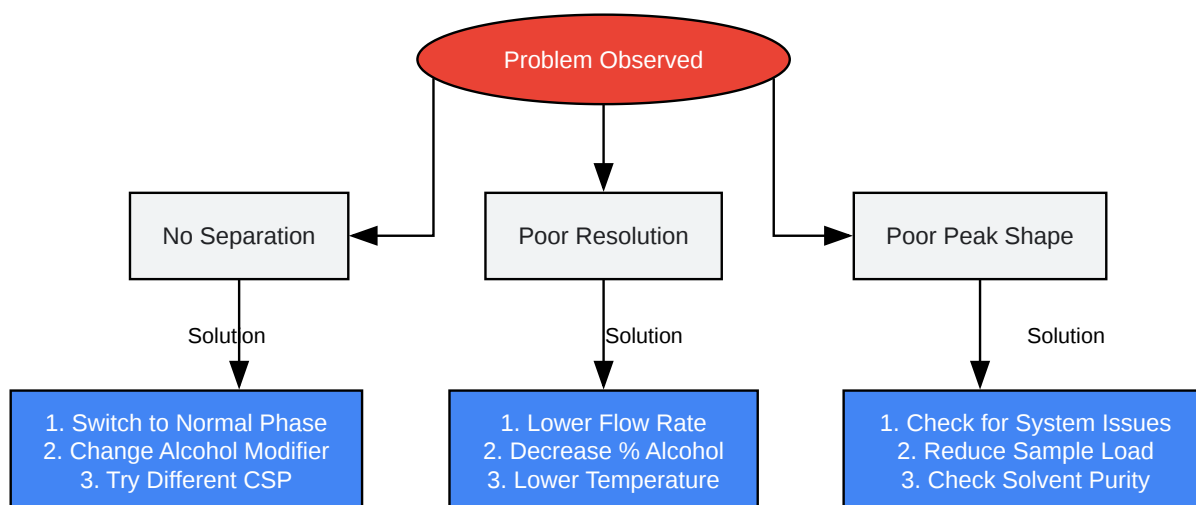 Problem Observed
No Separation
Poor Resolution
Poor Peak Shape
Solution
Solution
Solution
1. Switch to Normal Phase
2. Change Alcohol Modifier
3. Try Different CSP
1. Lower Flow Rate
2. Decrease % Alcohol
3. Lower Temperature
1. Check for System Issues
2. Reduce Sample Load
3. Check Solvent Purity